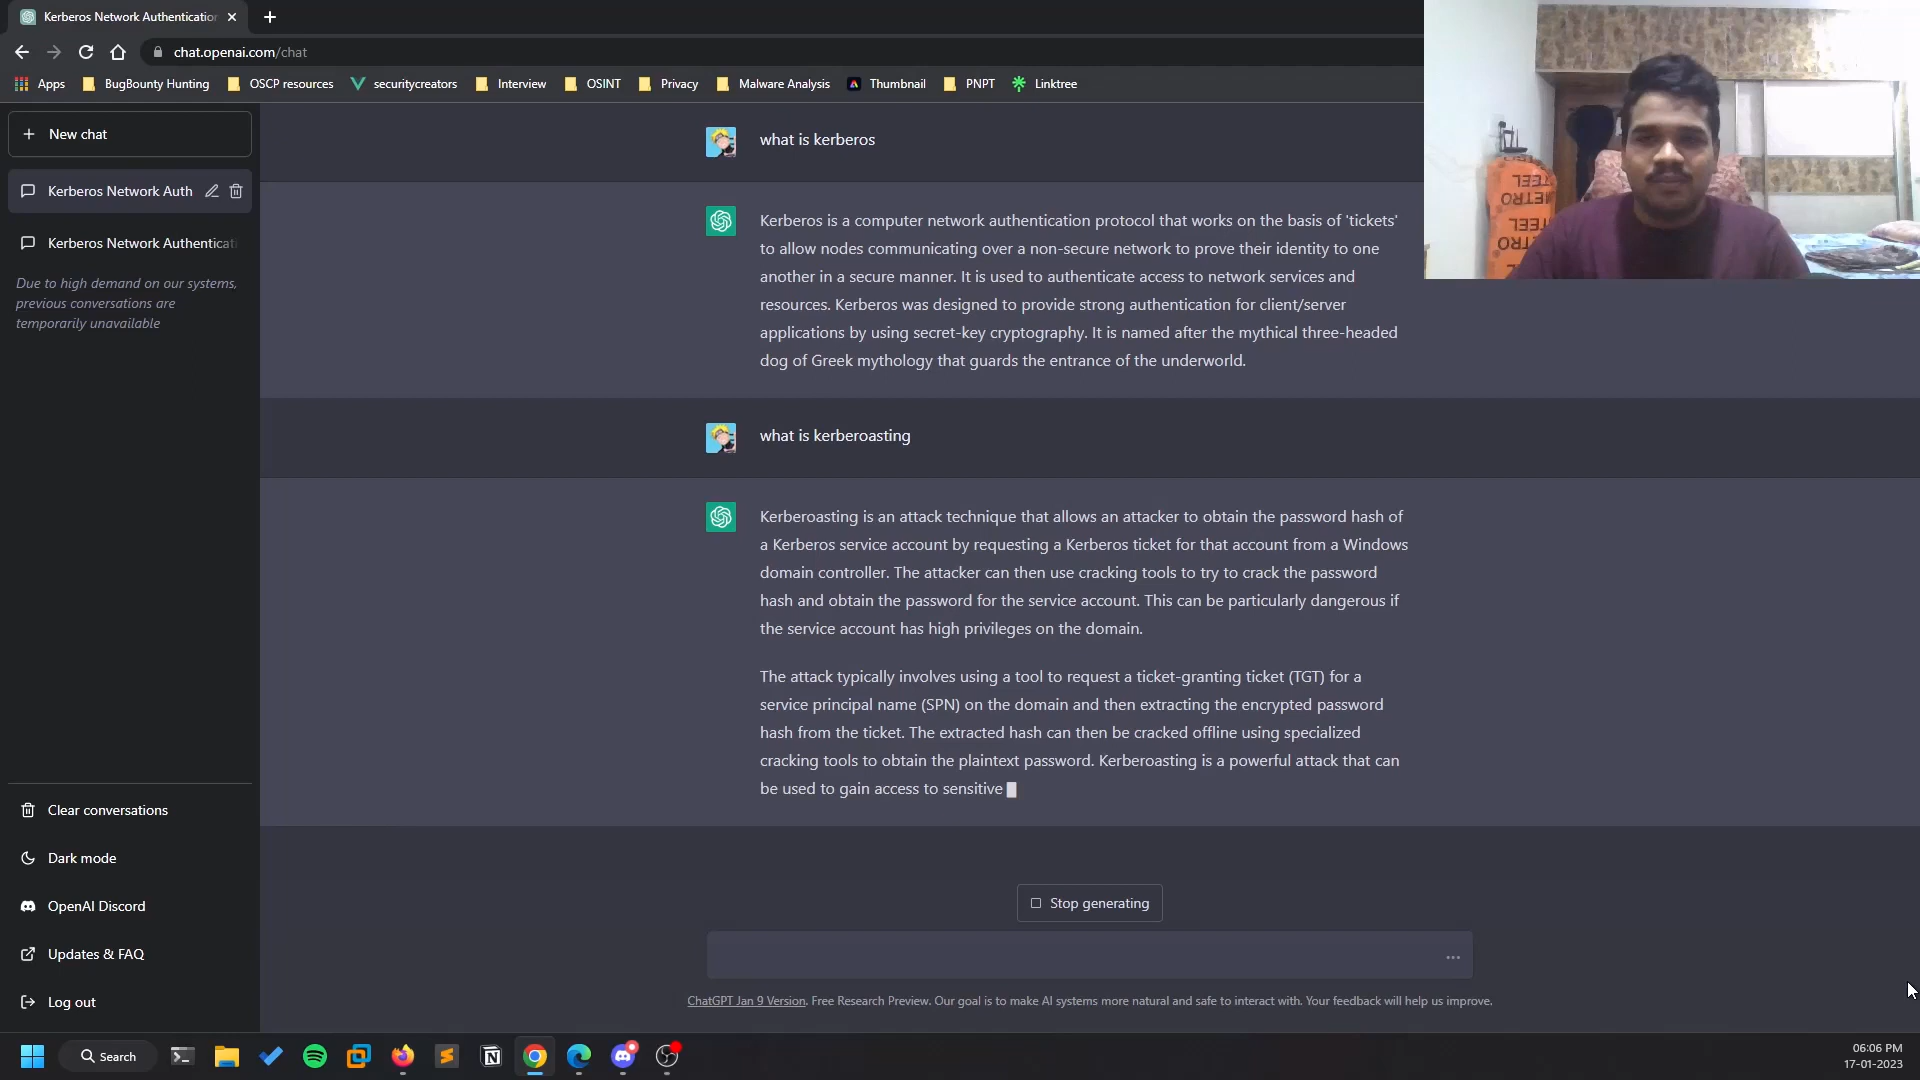 Kerberos Network Authentication
chat.openai.com/chat
Apps
BugBounty Hunting
OSCP resources
securitycreators
Interview
OSINT
Privacy
Malware Analysis
Thumbnail
PNPT
Linktree
New chat
Kerberos Network Auth
Kerberos Network Authenticat
Due to high demand on our systems,
previous conversations are
temporarily unavailable
what is kerberos
Kerberos is a computer network authentication protocol that works on the basis of 'tickets'
to allow nodes communicating over a non-secure network to prove their identity to one
another in a secure manner. It is used to authenticate access to network services and
resources. Kerberos was designed to provide strong authentication for client/server
applications by using secret-key cryptography. It is named after the mythical three-headed
dog of Greek mythology that guards the entrance of the underworld.
what is kerberoasting
Kerberoasting is an attack technique that allows an attacker to obtain the password hash of
a Kerberos service account by requesting a Kerberos ticket for that account from a Windows
domain controller. The attacker can then use cracking tools to try to crack the password
hash and obtain the password for the service account. This can be particularly dangerous if
the service account has high privileges on the domain.
The attack typically involves using a tool to request a ticket-granting ticket (TGT) for a
service principal name (SPN) on the domain and then extracting the encrypted password
hash from the ticket. The extracted hash can then be cracked offline using specialized
cracking tools to obtain the plaintext password. Kerberoasting is a powerful attack that can
be used to gain access to sensitive
Stop generating
ChatGPT Jan 9 Version. Free Research Preview. Our goal is to make AI systems more natural and safe to interact with. Your feedback will help us improve.
Clear conversations
Dark mode
OpenAI Discord
Updates & FAQ
Log out
Search
06:06 PM
17-01-2023